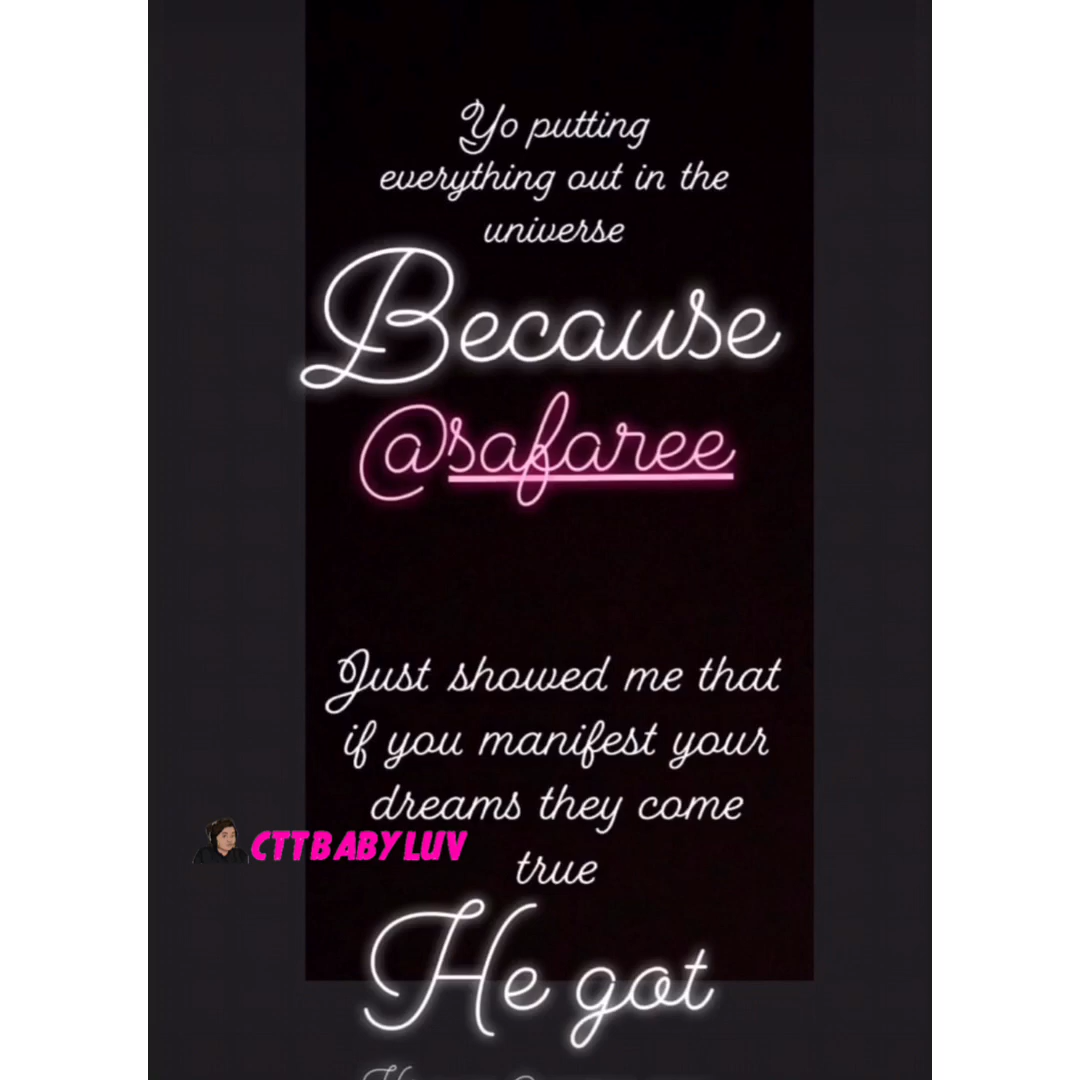 Yo putting
everything out in the
universe
Because
@safaree
Just showed me that
if you manifest your
dreams they come
CTTBABYLUV
true
He got